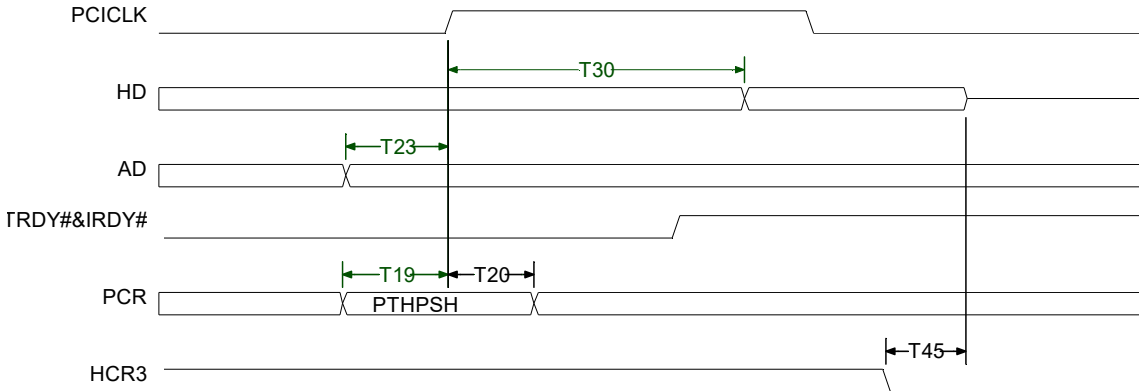 PCICLK
T30
HD
T23
AD
TRDY#&IRDY#
T19 T20
PCR
PTHPSH
T45
HCR3